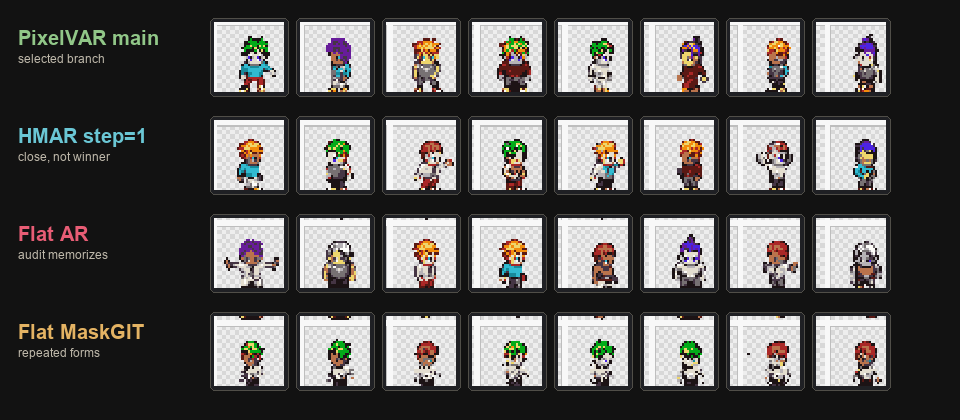 PixelVAR main
selected branch
HMAR step=1
close, not winner
Flat AR
audit memorizes
Flat MaskGIT
repeated forms